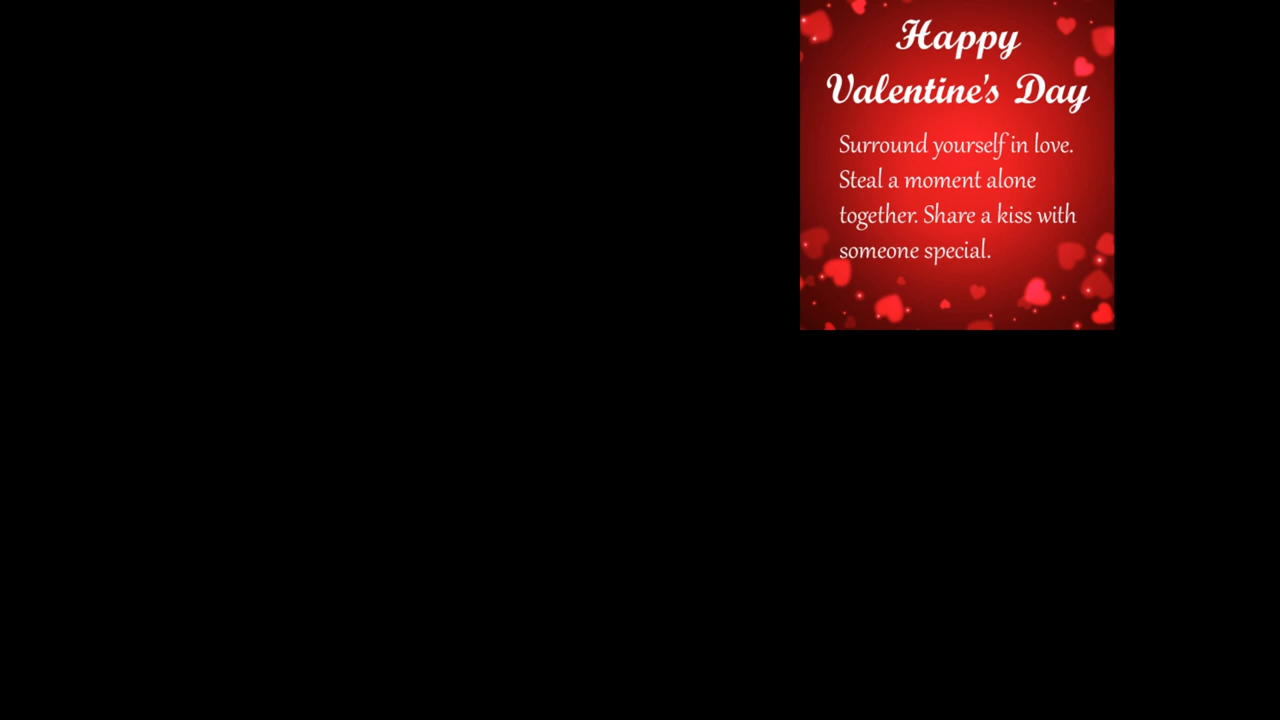 Happy
Valentine's Day
Surround yourself in love.
Steal a moment alone
together. Share a kiss with
someone special.